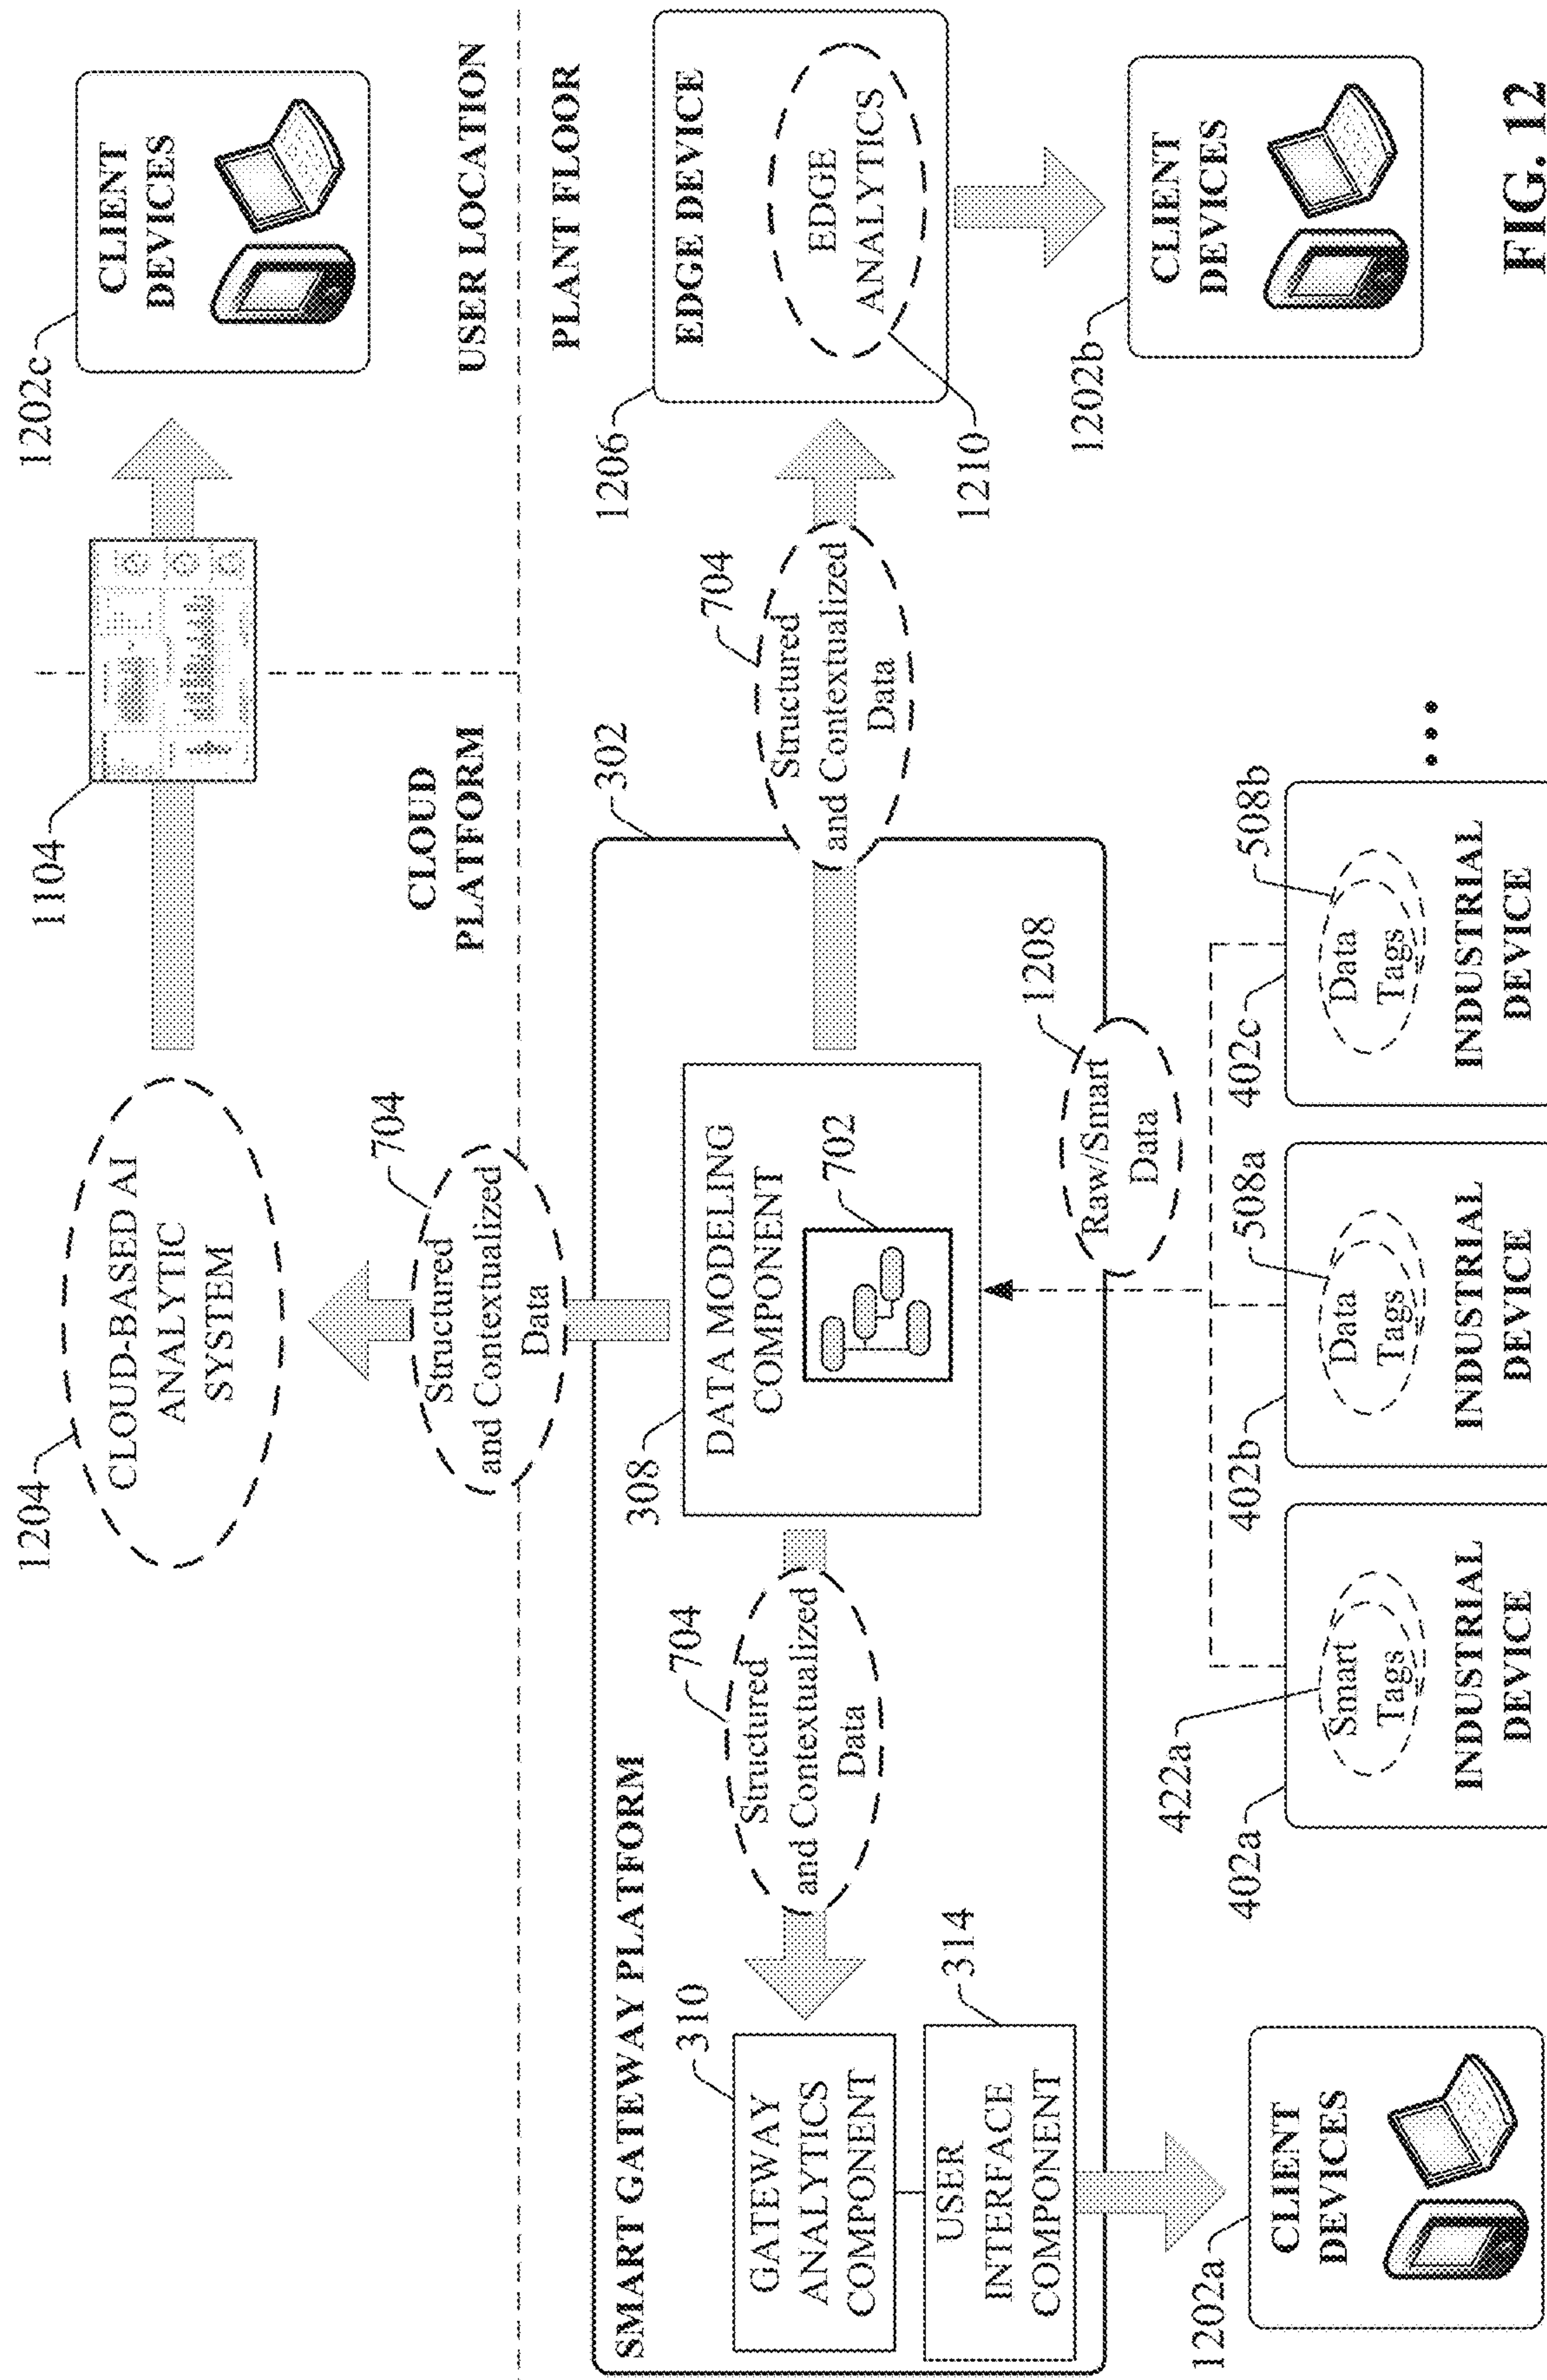 1204
CLOUD-BASED AI
ANALYTIC
SYSTEM
1104
1202c
CLIENT
DEVICES
CLOUD
PLATFORM
USER LOCATION
704
Structured
and Contextualized
Data
PLANT FLOOR
SMART GATEWAY PLATFORM
302
310
GATEWAY
ANALYTICS
COMPONENT
704
Structured
and Contextualized
Data
308
DATA MODELING
COMPONENT
702
704
Structured
and Contextualized
Data
1206
EDGE DEVICE
EDGE
ANALYTICS
1210
314
USER
INTERFACE
COMPONENT
1208
Raw/Smart
Data
1202a
CLIENT
DEVICES
402a
422a
Smart
Tags
INDUSTRIAL
DEVICE
402b
508a
Data
Tags
INDUSTRIAL
DEVICE
402c
508b
Data
Tags
INDUSTRIAL
DEVICE
• • •
1202b
CLIENT
DEVICES
FIG. 12